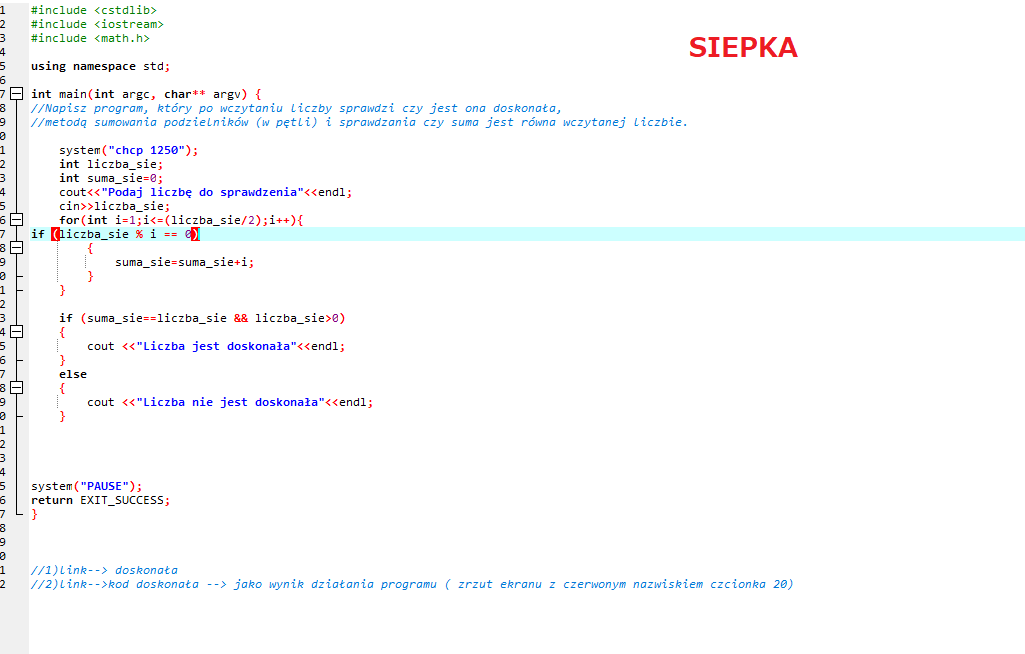 1 #include <cstdlib>
2 #include <iostream>
3 #include <math.h>
SIEPKA
4
5 using namespace std;
6
7 int main(int argc, char** argv) {
8 //Napisz program, który po wczytaniu liczby sprawdzi czy jest ona doskonała,
9 //metodą sumowania podzielników (w pętli) i sprawdzania czy suma jest równa wczytanej liczbie.
0
1 system("chcp 1250");
2 int liczba_sie;
3 int suma_sie=0;
4 cout<<"Podaj liczbę do sprawdzenia"<<endl;
5 cin>>liczba_sie;
6 for(int i=1;i<=(liczba_sie/2);i++){
7 if (liczba_sie % i == 0)
8 {
9 suma_sie=suma_sie+i;
0 }
1 }
2
3 if (suma_sie==liczba_sie && liczba_sie>0)
4 {
5 cout <<"Liczba jest doskonała"<<endl;
6 }
7 else
8 {
9 cout <<"Liczba nie jest doskonała"<<endl;
0 }
1
2
3
4
5 system("PAUSE");
6 return EXIT_SUCCESS;
7 }
8
9
0
1 //1)link--> doskonała
2 //2)link-->kod doskonała --> jako wynik działania programu ( zrzut ekranu z czerwonym nazwiskiem czcionka 20)